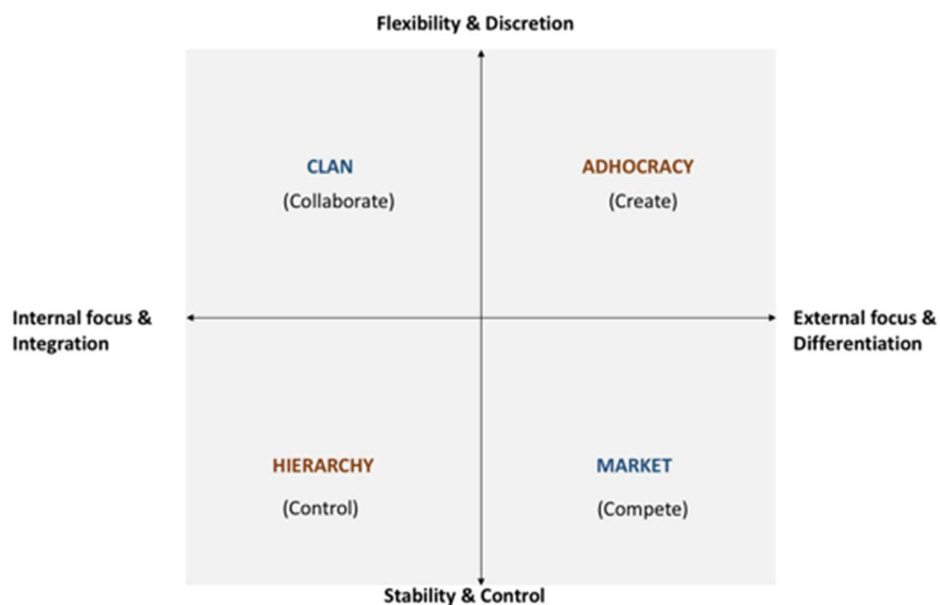 Flexibility & Discretion
CLAN
(Collaborate)
ADHOCRACY
(Create)
Internal focus &
Integration
External focus &
Differentiation
HIERARCHY
(Control)
MARKET
(Compete)
Stability & Control